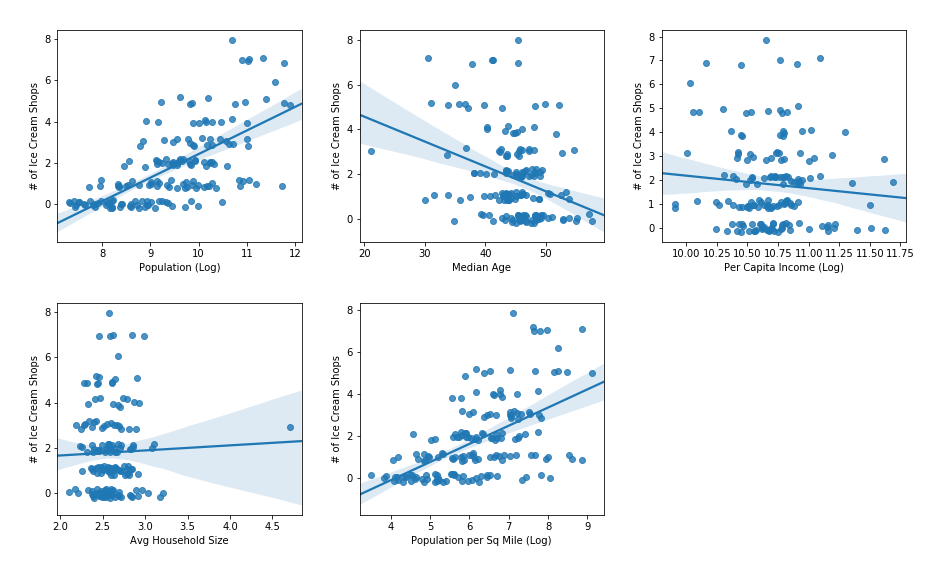 # of Ice Cream Shops
8
6
4
2
0
8 9 10 11 12
Population (Log)
# of Ice Cream Shops
8
6
4
2
0
20 30 40 50
Median Age
# of Ice Cream Shops
8
7
6
5
4
3
2
1
0
10.00 10.25 10.50 10.75 11.00 11.25 11.50 11.75
Per Capita Income (Log)
# of Ice Cream Shops
8
6
4
2
0
2.0 2.5 3.0 3.5 4.0 4.5
Avg Household Size
# of Ice Cream Shops
8
6
4
2
0
4 5 6 7 8 9
Population per Sq Mile (Log)